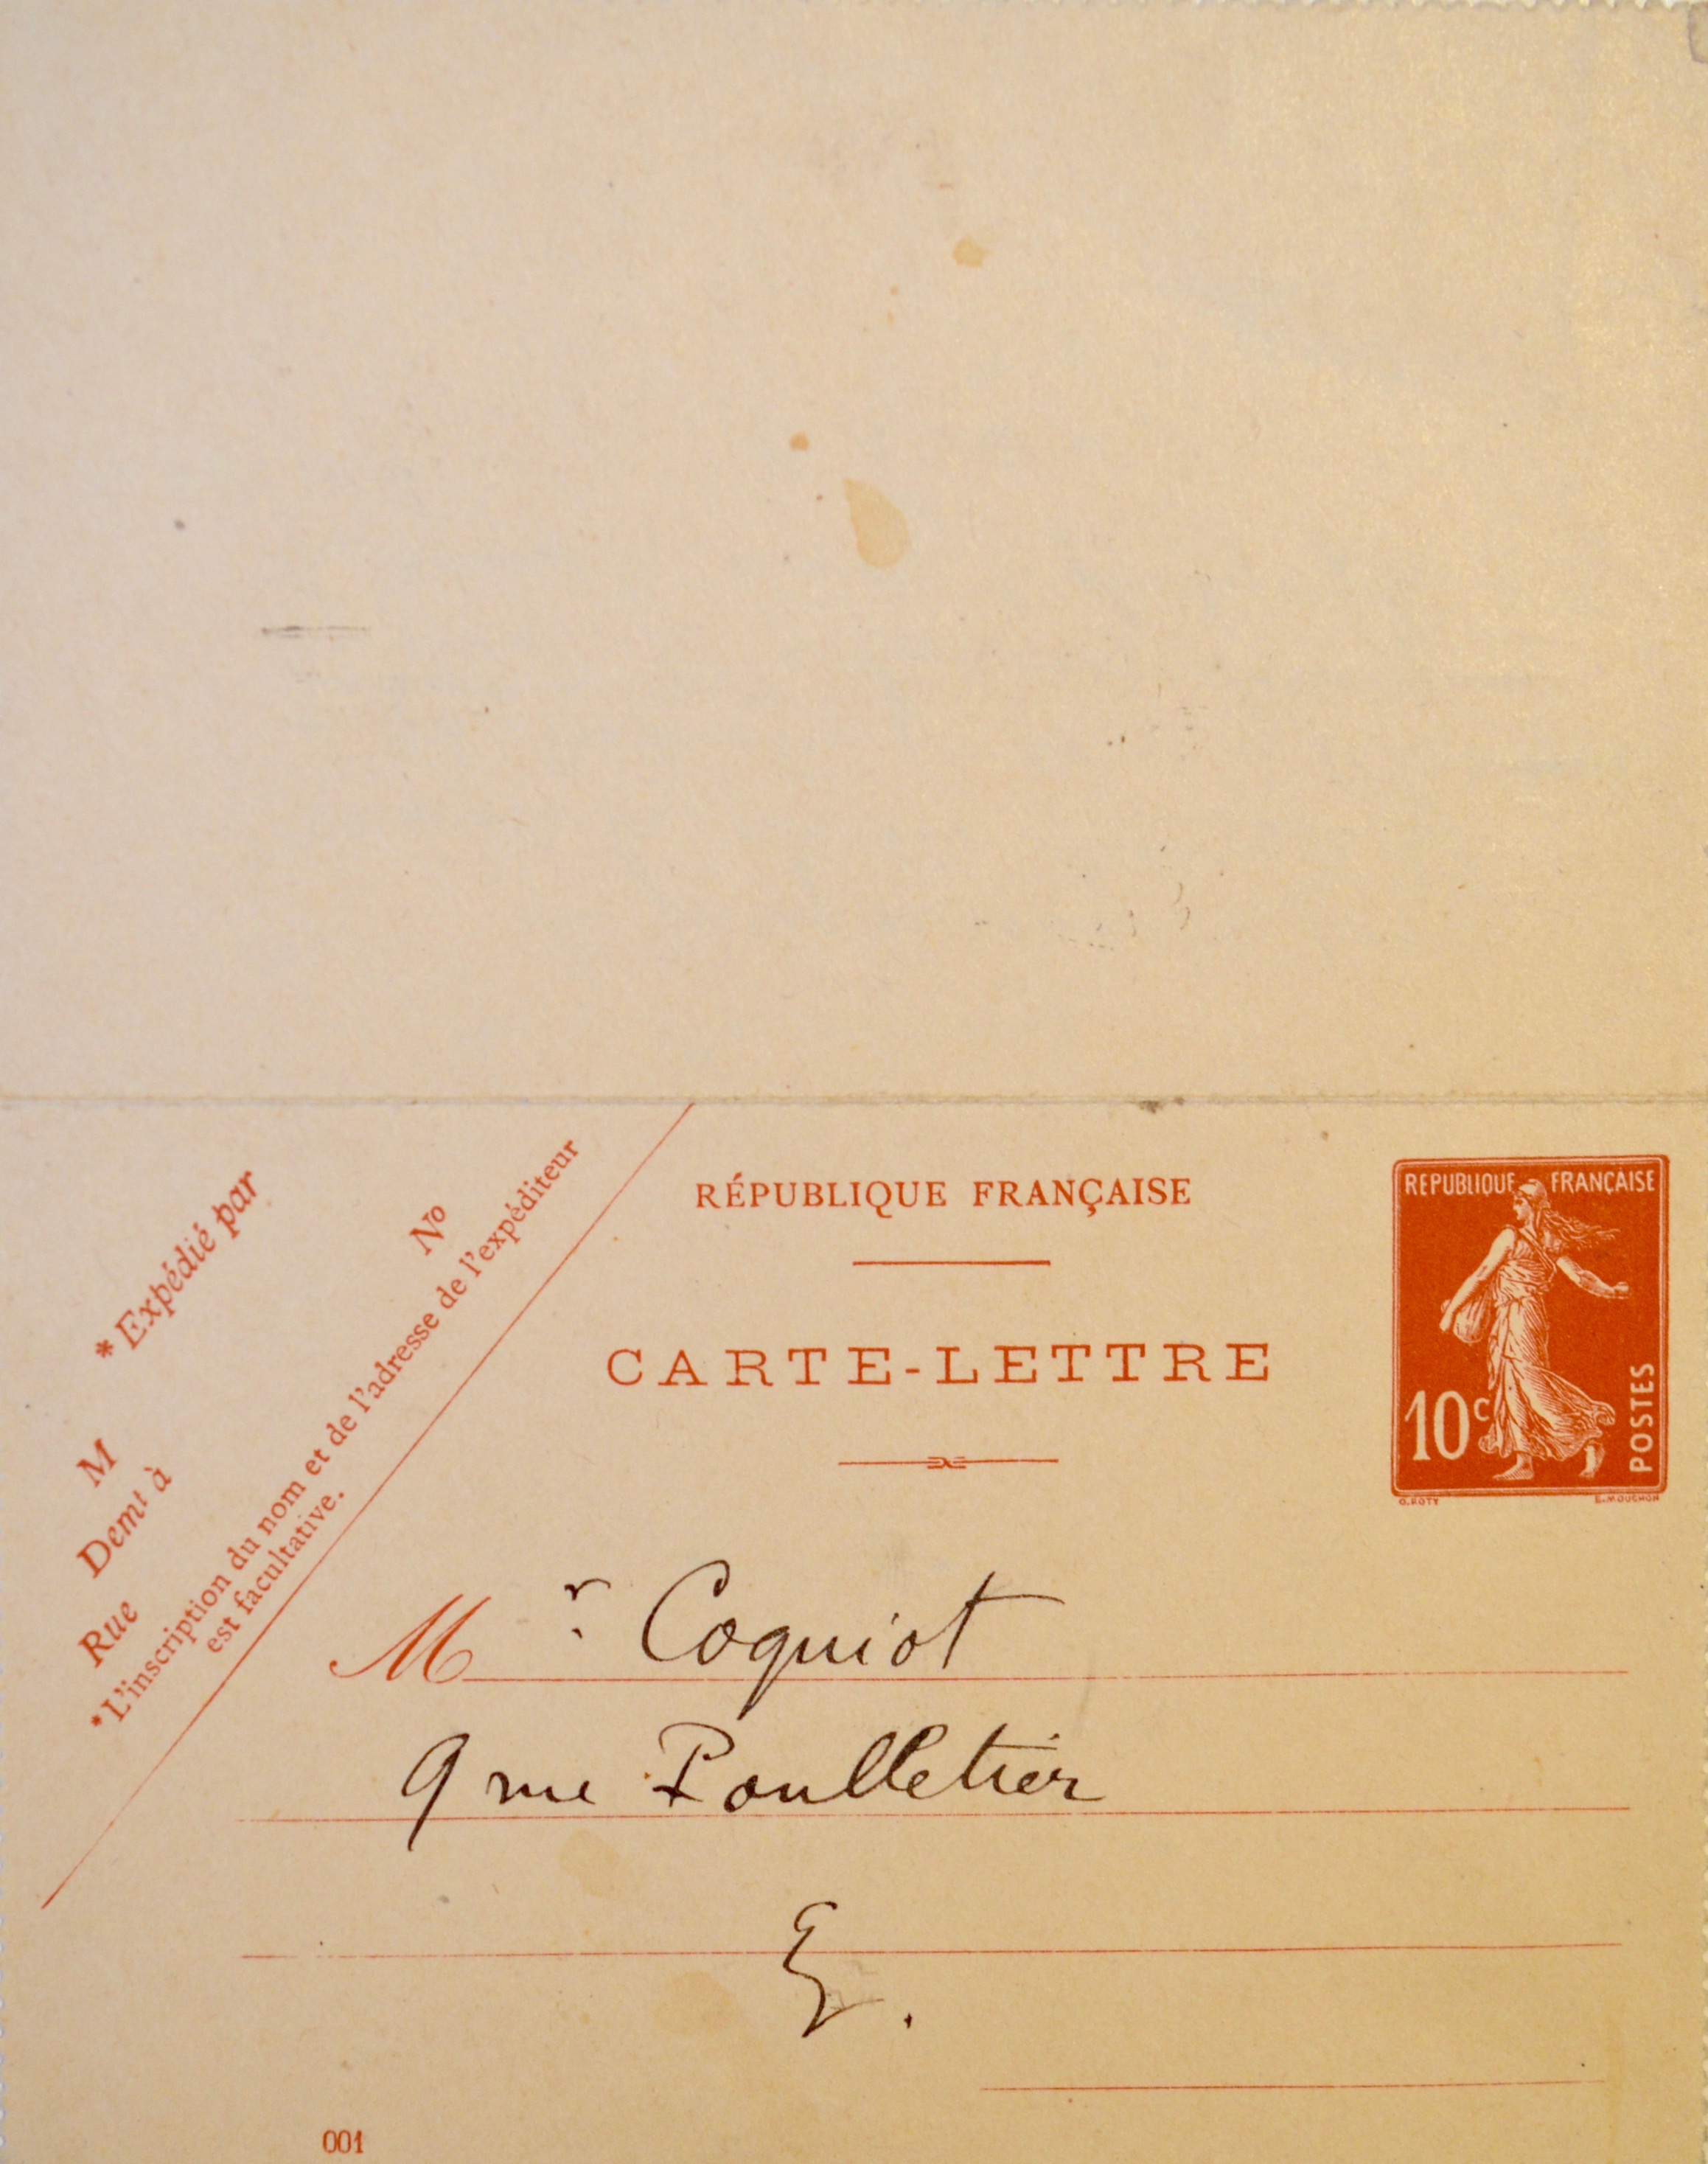 * Expédié par
M
Demt à
Rue
No
* L'inscription du nom et de l'adresse de l'expéditeur
est facultative.
RÉPUBLIQUE FRANÇAISE
CARTE-LETTRE
REPUBLIQUE FRANÇAISE
10c
POSTES
O. ROTY
E. MOUCHON
Mr. Coquiot
9 rue Poulletier
001